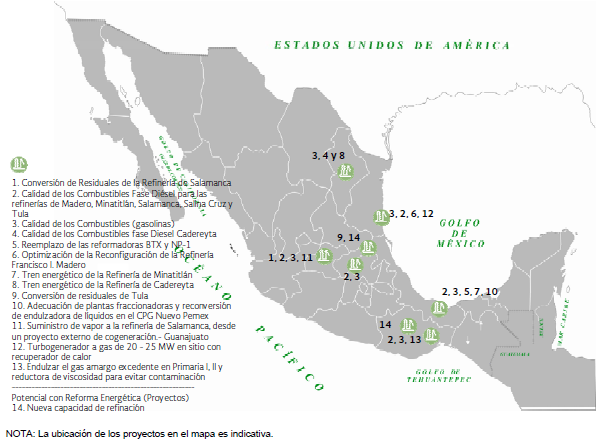 ESTADOS UNIDOS DE AMÉRICA
3, 4 y 8
3, 2, 6, 12
GOLFO
DE
MÉXICO
9, 14
1, 2, 3, 11
2, 3
2, 3, 5, 7, 10
14
2, 3, 13
GOLFO DE
TEHUANTEPEC
GUATEMALA
MAR CARIBE
OCÉANO
PACÍFICO
1. Conversión de Residuales de la Refinería de Salamanca
2. Calidad de los Combustibles Fase Diésel para las
refinerías de Madero, Minatitlán, Salamanca, Salina Cruz y
Tula
3. Calidad de los Combustibles (gasolinas)
4. Calidad de los Combustibles fase Diesel Cadereyta
5. Reemplazo de las reformadoras BTX y NP-1
6. Optimización de la Reconfiguración de la Refinería
Francisco I. Madero
7. Tren energético de la Refinería de Minatitlán
8. Tren energético de la Refinería de Cadereyta
9. Conversión de residuales de Tula
10. Adecuación de plantas fraccionadoras y reconversión
de endulzadora de líquidos en el CPG Nuevo Pemex
11. Suministro de vapor a la refinería de Salamanca, desde
un proyecto externo de cogeneración.- Guanajuato
12. Turbogenerador a gas de 20 - 25 MW en sitio con
recuperador de calor
13. Endulzar el gas amargo excedente en Primaria I, II y
reductora de viscosidad para evitar contaminación
Potencial con Reforma Energética (Proyectos)
14. Nueva capacidad de refinación
NOTA: La ubicación de los proyectos en el mapa es indicativa.